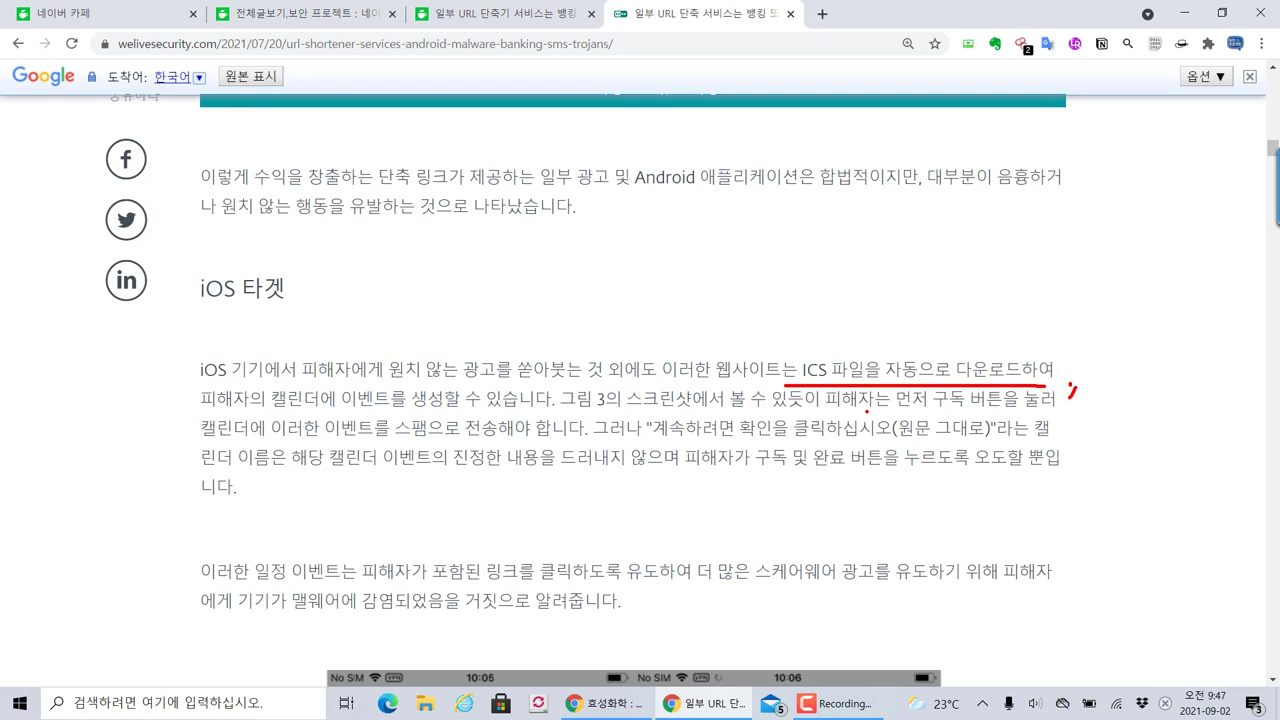 네이버 카페
전체글보기,보안 프로젝트 : 네이
일부 URL 단축기 서비스는 뱅킹
일부 URL 단축 서비스는 뱅킹 또
welivesecurity.com/2021/07/20/url-shortener-services-android-malware-banking-sms-trojans/
2
Google 도착어: 한국어 원본 표시
옵션 ▼
공유하다
이렇게 수익을 창출하는 단축 링크가 제공하는 일부 광고 및 Android 애플리케이션은 합법적이지만, 대부분이 음흉하거
나 원치 않는 행동을 유발하는 것으로 나타났습니다.
iOS 타겟
iOS 기기에서 피해자에게 원치 않는 광고를 쏟아붓는 것 외에도 이러한 웹사이트는 ICS 파일을 자동으로 다운로드하여
피해자의 캘린더에 이벤트를 생성할 수 있습니다. 그림 3의 스크린샷에서 볼 수 있듯이 피해자는 먼저 구독 버튼을 눌러
캘린더에 이러한 이벤트를 스팸으로 전송해야 합니다. 그러나 "계속하려면 확인을 클릭하십시오(원문 그대로)"라는 캘
린더 이름은 해당 캘린더 이벤트의 진정한 내용을 드러내지 않으며 피해자가 구독 및 완료 버튼을 누르도록 오도할 뿐입
니다.
이러한 일정 이벤트는 피해자가 포함된 링크를 클릭하도록 유도하여 더 많은 스케어웨어 광고를 유도하기 위해 피해자
에게 기기가 맬웨어에 감염되었음을 거짓으로 알려줍니다.
No SIM VPN 10:05 No SIM VPN 10:06
검색하려면 여기에 입력하십시오.
효성화학 : ...
일부 URL 단...
5
Recording...
23°C
오전 9:47
2021-09-02
3